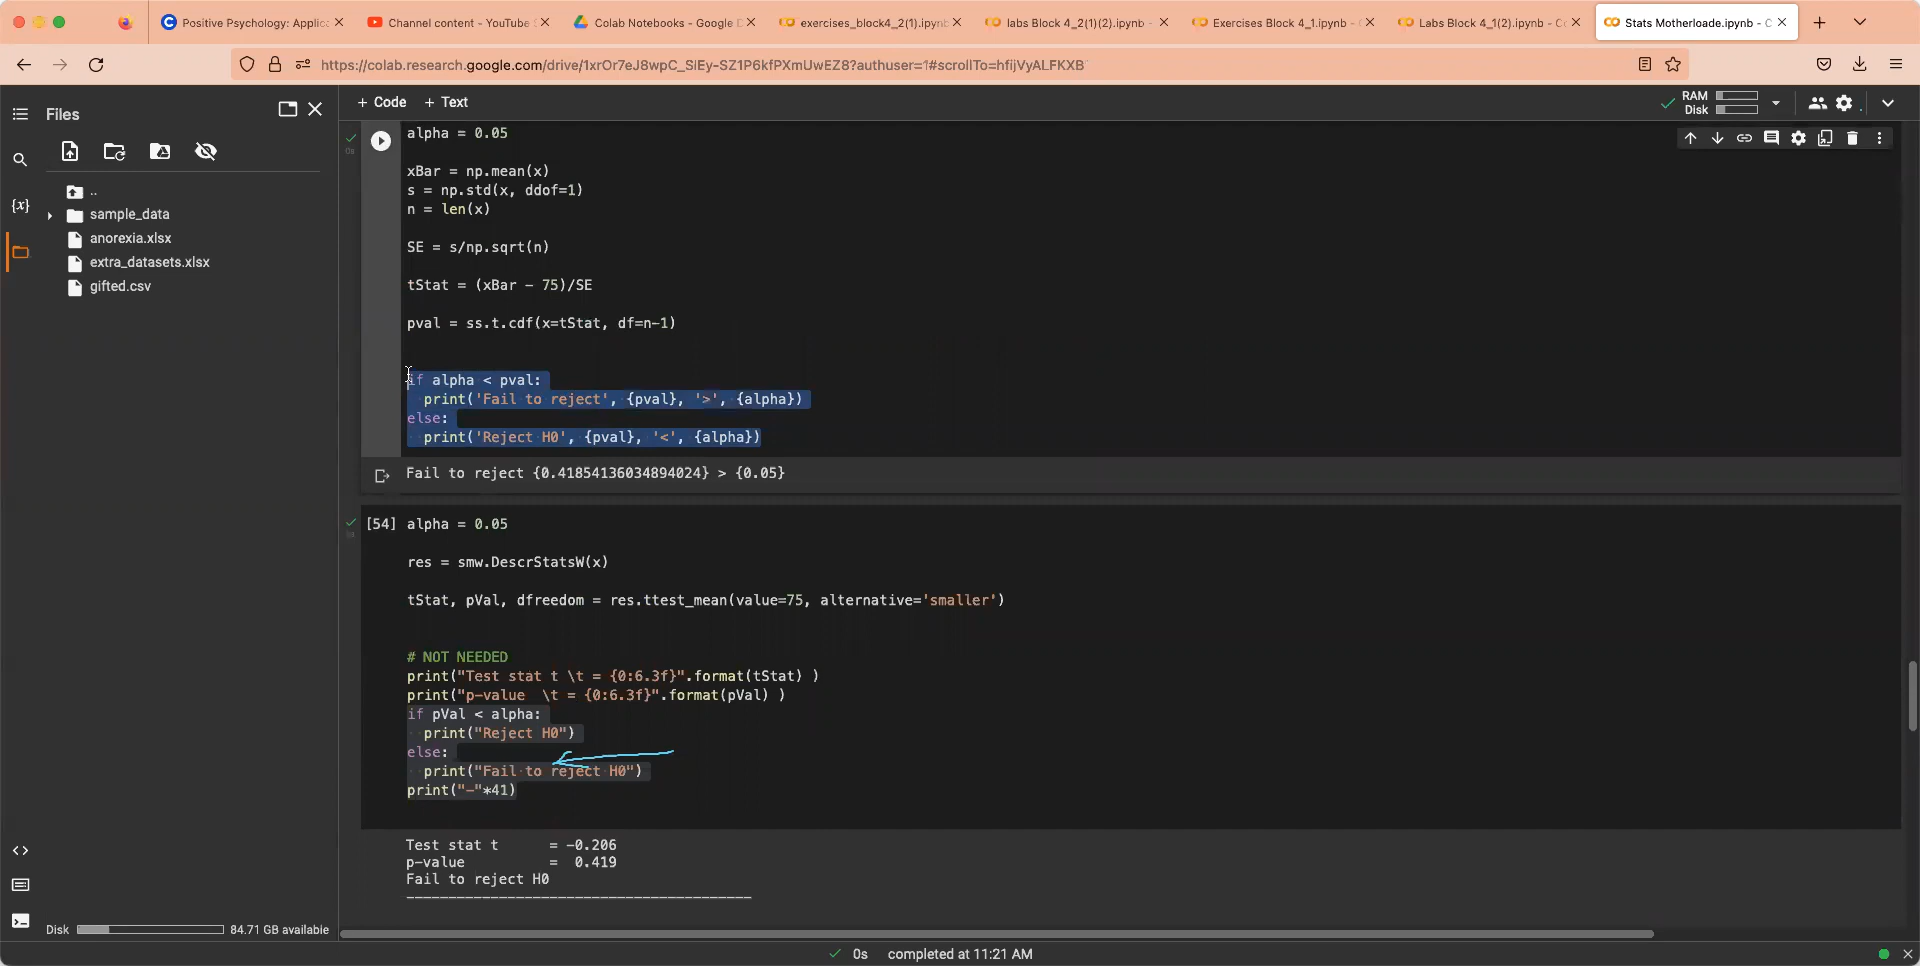 Positive Psychology: Applic
Channel content - YouTube
Colab Notebooks - Google D
exercises_block4_2(1).ipynb
labs Block 4_2(1)(2).ipynb -
Exercises Block 4_1.ipynb -
Labs Block 4_1(2).ipynb - Co
Stats Motherloade.ipynb - C
https://colab.research.google.com/drive/1xrOr7eJ8wpC_SIEy-SZ1P6kfPXmUwEZ8?authuser=1#scrollTo=hfijVyALFKXB
Files
+ Code + Text
RAM
Disk
..
sample_data
anorexia.xlsx
extra_datasets.xlsx
gifted.csv
{x}
alpha = 0.05
xBar = np.mean(x)
s = np.std(x, ddof=1)
n = len(x)
SE = s/np.sqrt(n)
tStat = (xBar - 75)/SE
pval = ss.t.cdf(x=tStat, df=n-1)
if alpha < pval:
print('Fail to reject', {pval}, '>', {alpha})
else:
print('Reject H0', {pval}, '<', {alpha})
Fail to reject {0.41854136034894024} > {0.05}
[54] alpha = 0.05
res = smw.DescrStatsW(x)
tStat, pVal, dfreedom = res.ttest_mean(value=75, alternative='smaller')
# NOT NEEDED
print("Test stat t \t = {0:6.3f}".format(tStat) )
print("p-value  \t = {0:6.3f}".format(pVal) )
if pVal < alpha:
print("Reject H0")
else:
print("Fail to reject H0")
print("-"*41)
Test stat t = -0.206
p-value = 0.419
Fail to reject H0
-----------------------------------------
Disk 84.71 GB available
0s completed at 11:21 AM